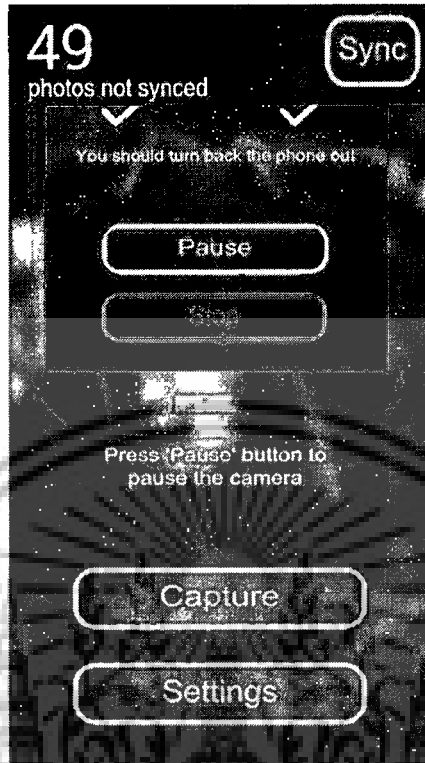 49
Sync
photos not synced
You should turn back the phone out
Pause
Stop
Press 'Pause' button to
pause the camera
Capture
Settings